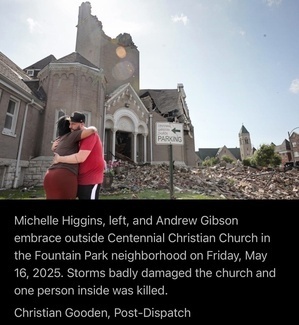 PARKING
Michelle Higgins, left, and Andrew Gibson
embrace outside Centennial Christian Church in
the Fountain Park neighborhood on Friday, May
16, 2025. Storms badly damaged the church and
one person inside was killed.
Christian Gooden, Post-Dispatch